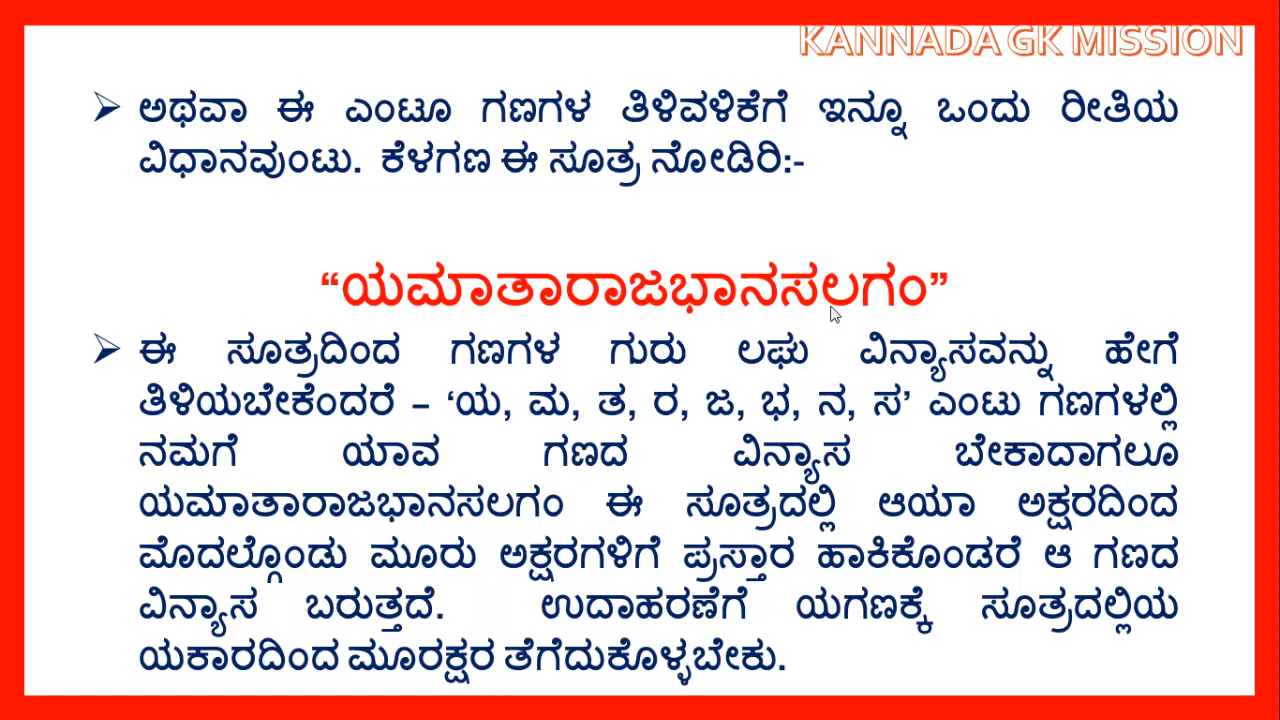 KANNADA GK MISSION
➢ ಅಥವಾ ಈ ಎಂಟೂ ಗಣಗಳ ತಿಳಿವಳಿಕೆಗೆ ಇನ್ನೂ ಒಂದು ರೀತಿಯ
ವಿಧಾನವುಂಟು. ಕೆಳಗಣ ಈ ಸೂತ್ರ ನೋಡಿರಿ:-
“ಯಮಾತಾರಾಜಭಾನಸಲಗಂ”
➢ ಈ ಸೂತ್ರದಿಂದ ಗಣಗಳ ಗುರು ಲಘು ವಿನ್ಯಾಸವನ್ನು ಹೇಗೆ
ತಿಳಿಯಬೇಕೆಂದರೆ – ‘ಯ, ಮ, ತ, ರ, ಜ, ಭ, ನ, ಸ’ ಎಂಟು ಗಣಗಳಲ್ಲಿ
ನಮಗೆ ಯಾವ ಗಣದ ವಿನ್ಯಾಸ ಬೇಕಾದಾಗಲೂ
ಯಮಾತಾರಾಜಭಾನಸಲಗಂ ಈ ಸೂತ್ರದಲ್ಲಿ ಆಯಾ ಅಕ್ಷರದಿಂದ
ಮೊದಲ್ಗೊಂಡು ಮೂರು ಅಕ್ಷರಗಳಿಗೆ ಪ್ರಸ್ತಾರ ಹಾಕಿಕೊಂಡರೆ ಆ ಗಣದ
ವಿನ್ಯಾಸ ಬರುತ್ತದೆ. ಉದಾಹರಣೆಗೆ ಯಗಣಕ್ಕೆ ಸೂತ್ರದಲ್ಲಿಯ
ಯಕಾರದಿಂದ ಮೂರಕ್ಷರ ತೆಗೆದುಕೊಳ್ಳಬೇಕು.